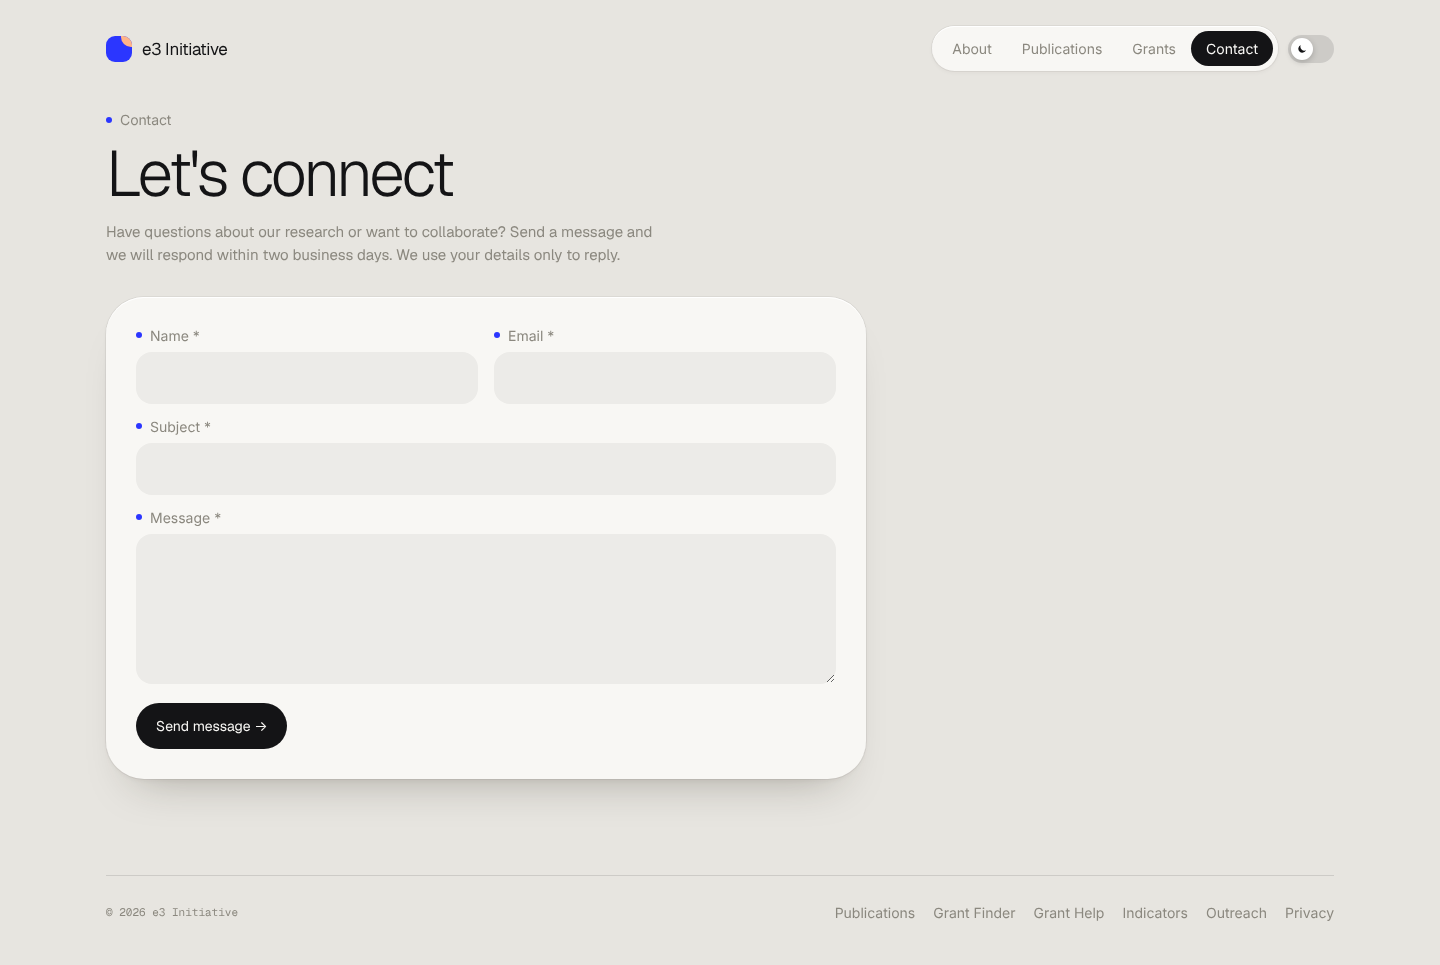 e3 Initiative
About
Publications
Grants
Contact
Contact
Let's connect
Have questions about our research or want to collaborate? Send a message and
we will respond within two business days. We use your details only to reply.
Name *
Email *
Subject *
Message *
Send message →
© 2026 e3 Initiative
Publications
Grant Finder
Grant Help
Indicators
Outreach
Privacy